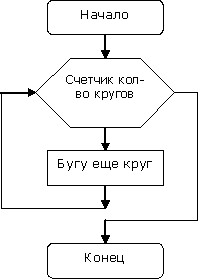 Начало
Счетчик кол-
во кругов
Бугу еще круг
Конец